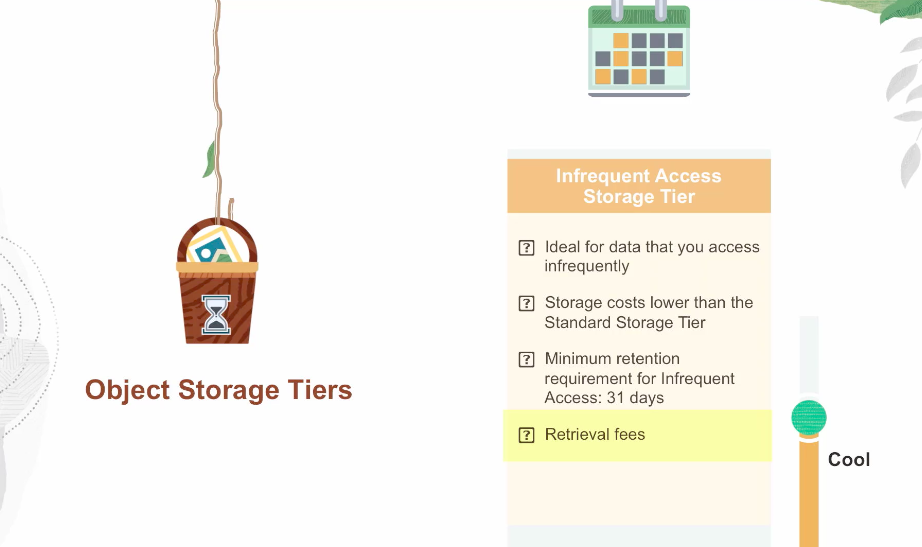 Infrequent Access
Storage Tier
Ideal for data that you access
infrequently
Storage costs lower than the
Standard Storage Tier
Minimum retention
requirement for Infrequent
Access: 31 days
Retrieval fees
Object Storage Tiers
Cool